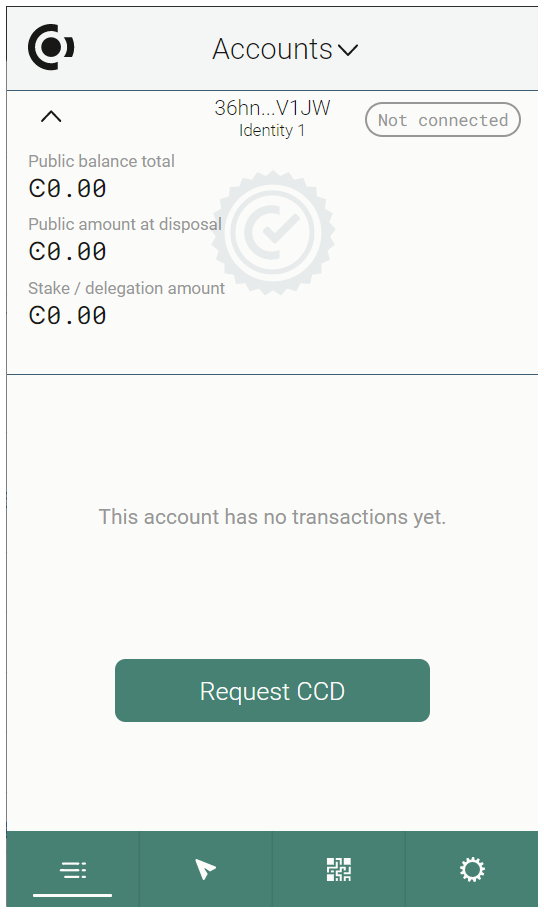 Accounts
36hn...V1JW
Identity 1
Not connected
Public balance total
Ͼ0.00
Public amount at disposal
Ͼ0.00
Stake / delegation amount
Ͼ0.00
This account has no transactions yet.
Request CCD